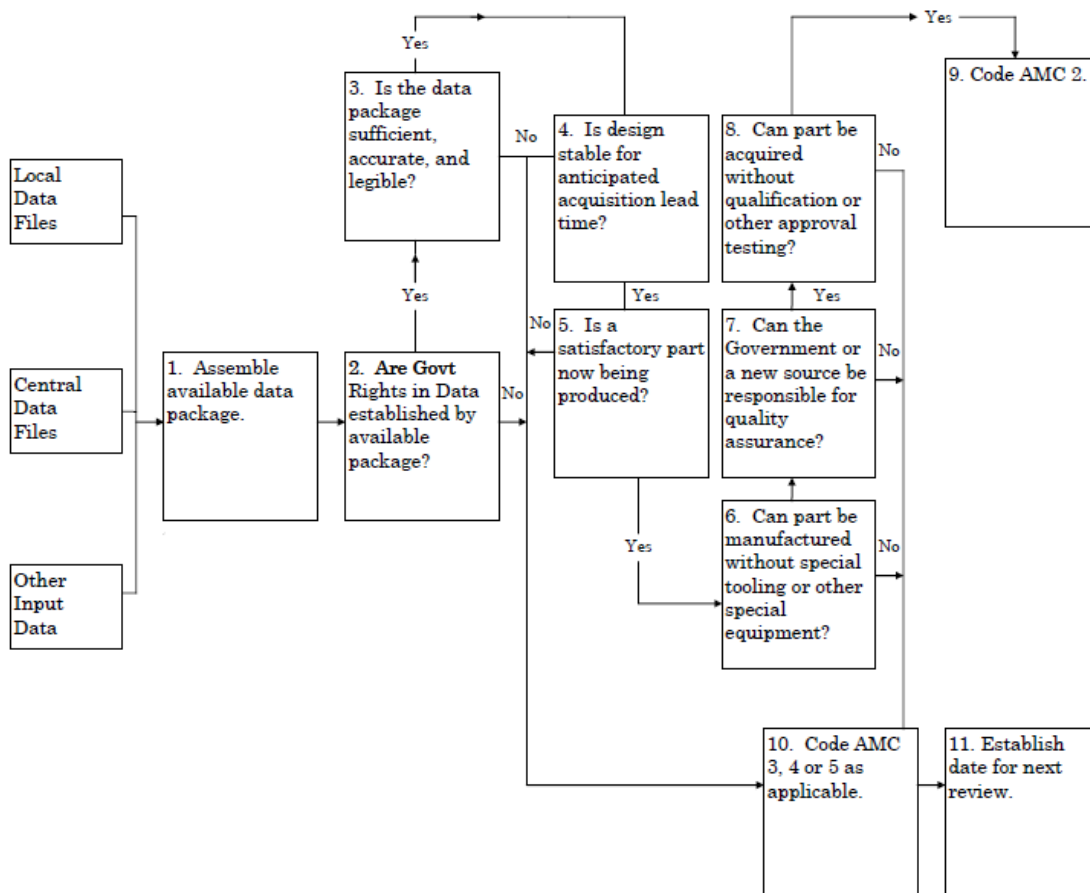 Local
Data
Files
Central
Data
Files
Other
Input
Data
1. Assemble
available data
package.
2. Are Govt
Rights in Data
established by
available
package?
No
Yes
3. Is the data
package
sufficient,
accurate, and
legible?
Yes
No
4. Is design
stable for
anticipated
acquisition lead
time?
Yes
No
5. Is a
satisfactory part
now being
produced?
Yes
6. Can part be
manufactured
without special
tooling or other
special
equipment?
No
7. Can the
Government or
a new source be
responsible for
quality
assurance?
No
Yes
8. Can part be
acquired
without
qualification or
other approval
testing?
No
Yes
9. Code AMC 2.
10. Code AMC
3, 4 or 5 as
applicable.
11. Establish
date for next
review.